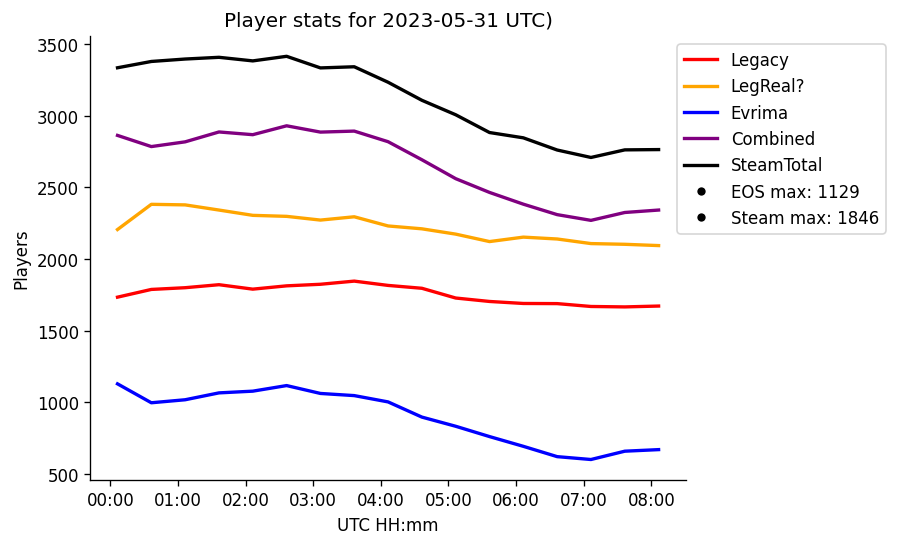 Player stats for 2023-05-31 UTC)
3500
3000
2500
2000
1500
1000
500
Players
00:00 01:00 02:00 03:00 04:00 05:00 06:00 07:00 08:00
UTC HH:mm
Legacy
LegReal?
Evrima
Combined
SteamTotal
EOS max: 1129
Steam max: 1846